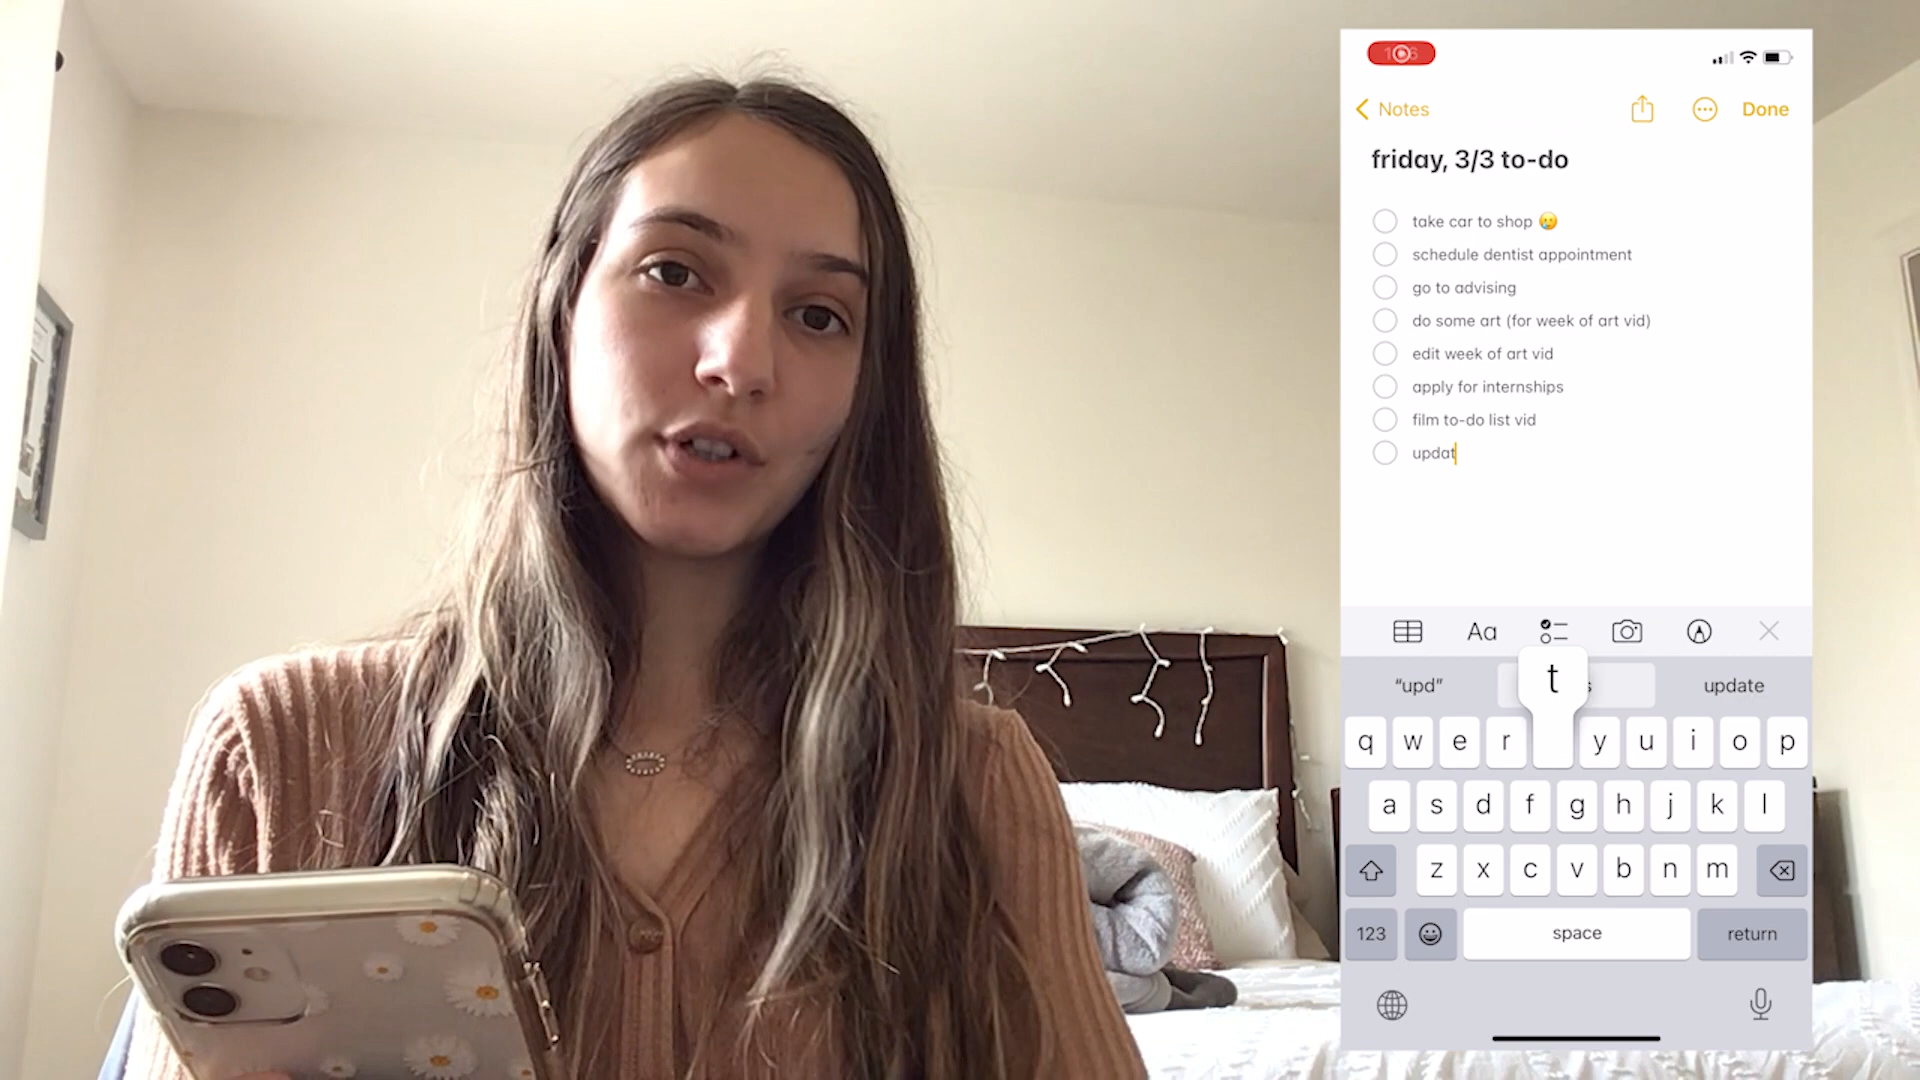 Notes
Done
friday, 3/3 to-do
take car to shop 🥲
schedule dentist appointment
go to advising
do some art (for week of art vid)
edit week of art vid
apply for internships
film to-do list vid
updat
Aa
“upd” update
t
q w e r y u i o p
a s d f g h j k l
z x c v b n m
123 space return